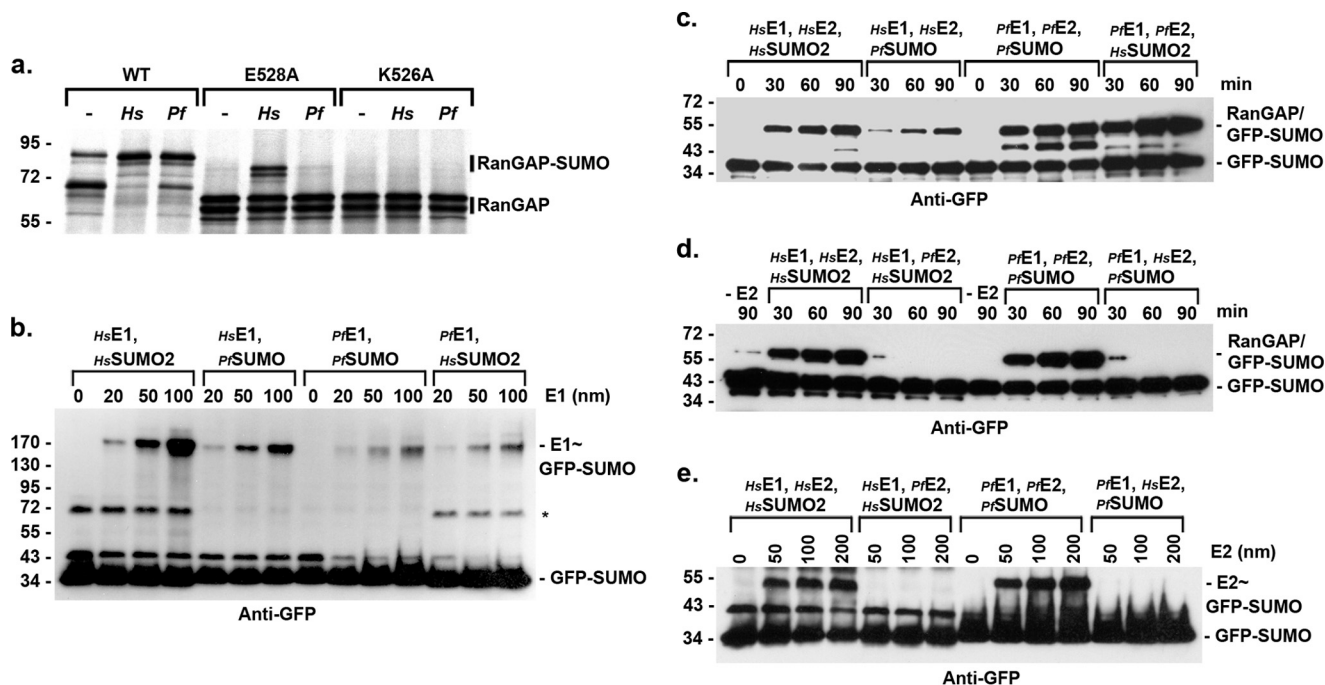 a.
WT E528A K526A
- Hs Pf - Hs Pf - Hs Pf
95 -
72 -
55 -
RanGAP-SUMO
RanGAP
b.
HsE1, HsE1, PfE1, PfE1,
HsSUMO2 PfSUMO PfSUMO HsSUMO2
0 20 50 100 20 50 100 0 20 50 100 20 50 100 E1 (nm)
170 -
130 -
95 -
72 -
55 -
43 -
34 -
- E1~
GFP-SUMO
*
- GFP-SUMO
Anti-GFP
c.
HsE1, HsE2, HsE1, HsE2, PfE1, PfE2, PfE1, PfE2,
HsSUMO2 PfSUMO PfSUMO HsSUMO2
0 30 60 90 30 60 90 0 30 60 90 30 60 90 min
72 -
55 -
43 -
34 -
RanGAP/
- GFP-SUMO
- GFP-SUMO
Anti-GFP
d.
HsE1, HsE2, HsE1, PfE2, PfE1, PfE2, PfE1, HsE2,
- E2 HsSUMO2 HsSUMO2 - E2 PfSUMO PfSUMO
90 30 60 90 30 60 90 90 30 60 90 30 60 90 min
72 -
55 -
43 -
34 -
RanGAP/
- GFP-SUMO
- GFP-SUMO
Anti-GFP
e.
HsE1, HsE2, HsE1, PfE2, PfE1, PfE2, PfE1, HsE2,
HsSUMO2 HsSUMO2 PfSUMO PfSUMO
0 50 100 200 50 100 200 0 50 100 200 50 100 200 E2 (nm)
55 -
43 -
34 -
- E2~
GFP-SUMO
- GFP-SUMO
Anti-GFP